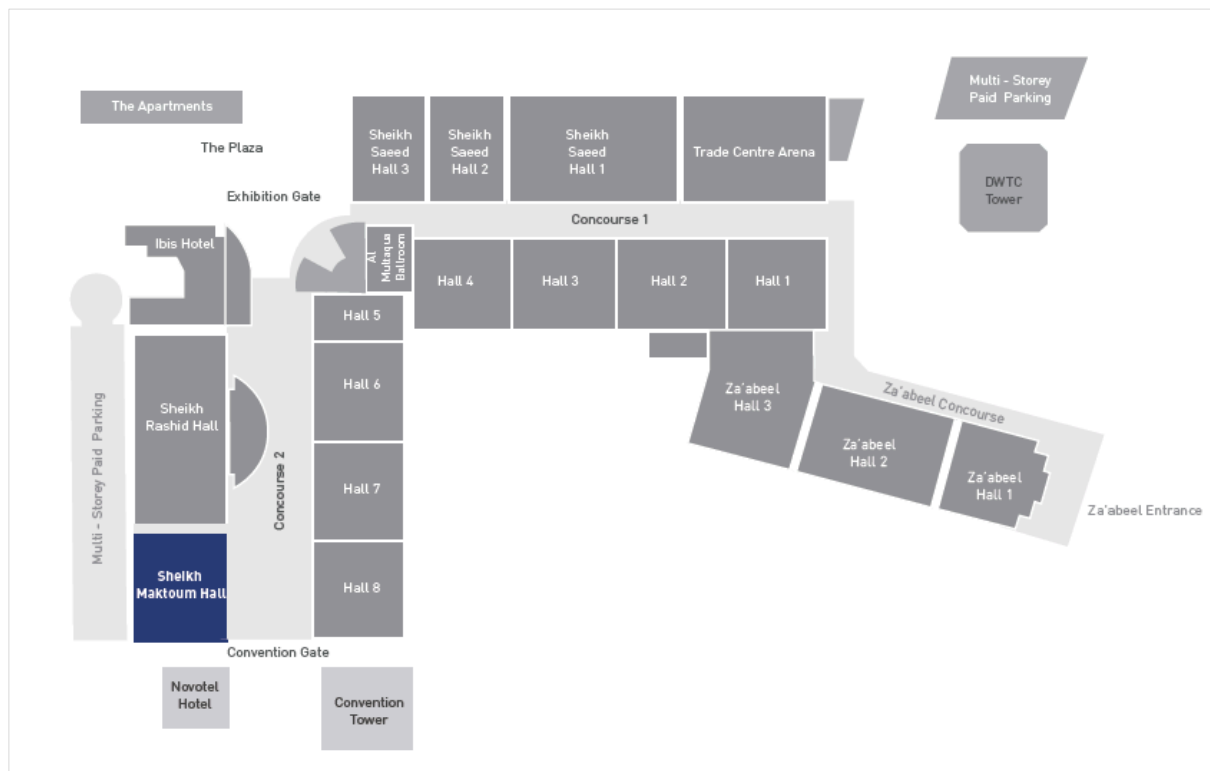 Multi - Storey
Paid Parking
The Apartments
The Plaza
Sheikh
Saeed
Hall 3
Sheikh
Saeed
Hall 2
Sheikh
Saeed
Hall 1
Trade Centre Arena
DWTC
Tower
Exhibition Gate
Concourse 1
Ibis Hotel
Al
Multaqua
Ballroom
Hall 4
Hall 3
Hall 2
Hall 1
Hall 5
Hall 6
Hall 7
Hall 8
Za'abeel
Hall 3
Za'abeel Concourse
Za'abeel
Hall 2
Za'abeel
Hall 1
Za'abeel Entrance
Multi - Storey Paid Parking
Sheikh
Rashid Hall
Concourse 2
Sheikh
Maktoum Hall
Convention Gate
Novotel
Hotel
Convention
Tower